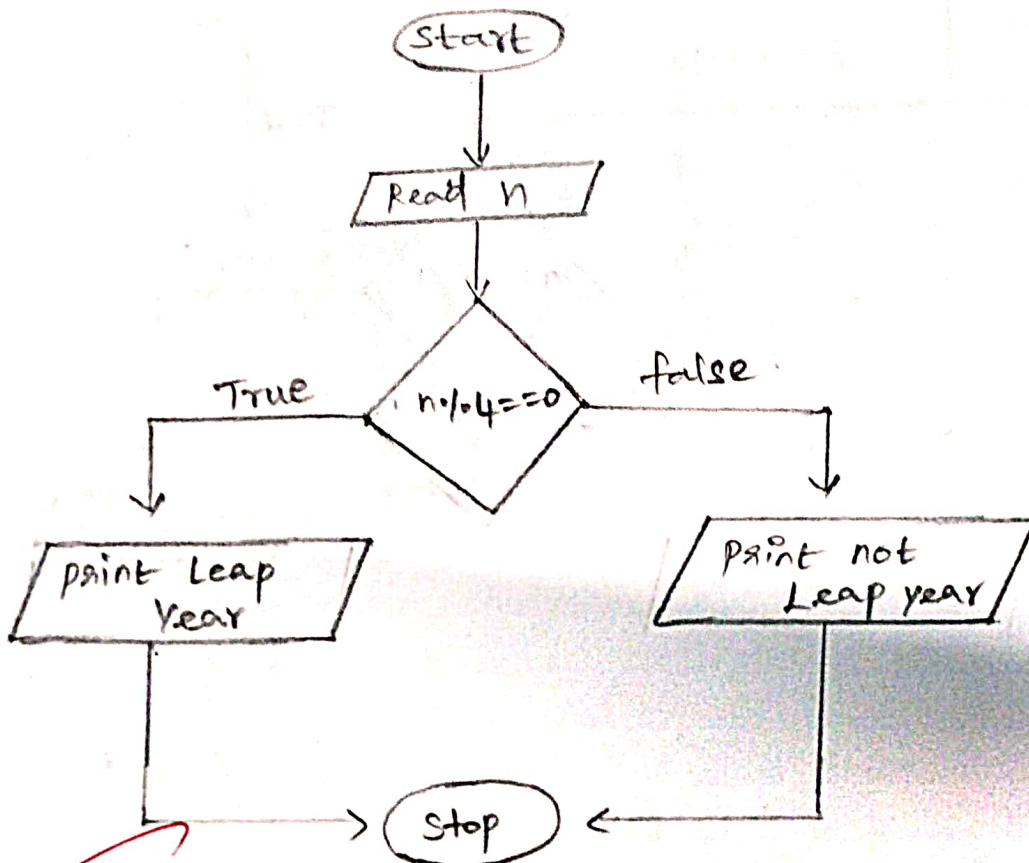 Start
Read n
n%4==0
True
false
print Leap
Year
print not
Leap year
Stop